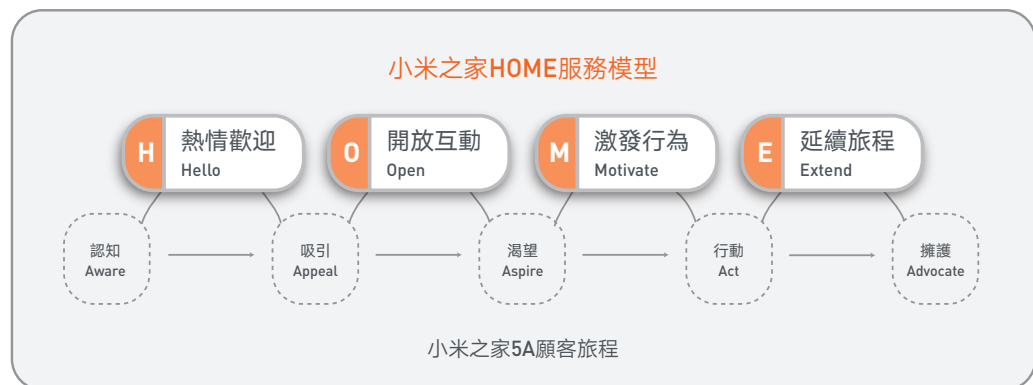 小米之家HOME服務模型
H
熱情歡迎
Hello
O
開放互動
Open
M
激發行為
Motivate
E
延續旅程
Extend
認知
Aware
吸引
Appeal
渴望
Aspire
行動
Act
擁護
Advocate
小米之家5A顧客旅程